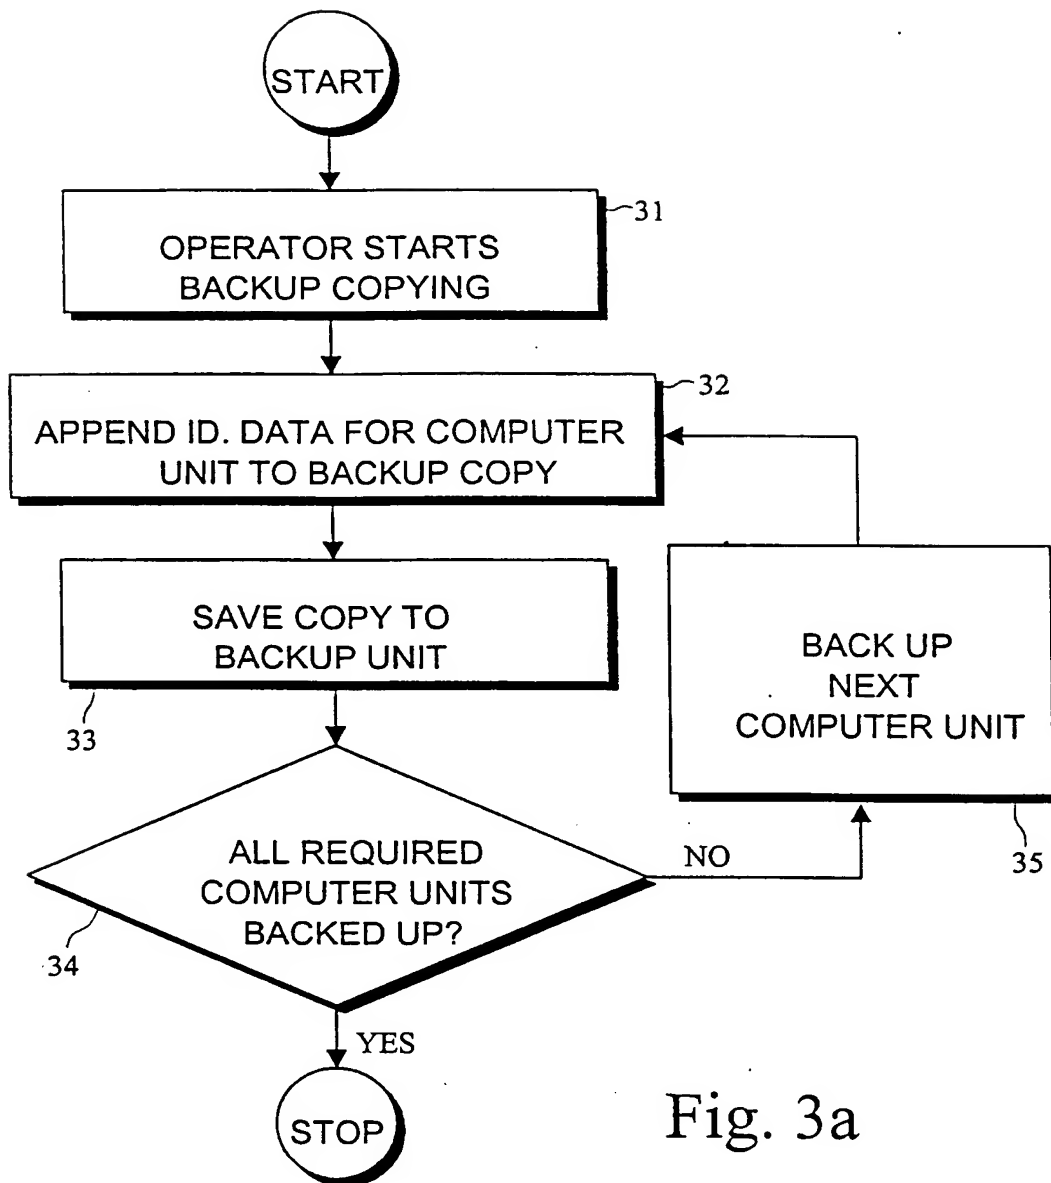 START
31
OPERATOR STARTS
BACKUP COPYING
32
APPEND ID. DATA FOR COMPUTER
UNIT TO BACKUP COPY
SAVE COPY TO
BACKUP UNIT
33
BACK UP
NEXT
COMPUTER UNIT
35
ALL REQUIRED
COMPUTER UNITS
BACKED UP?
34
NO
YES
STOP
Fig. 3a